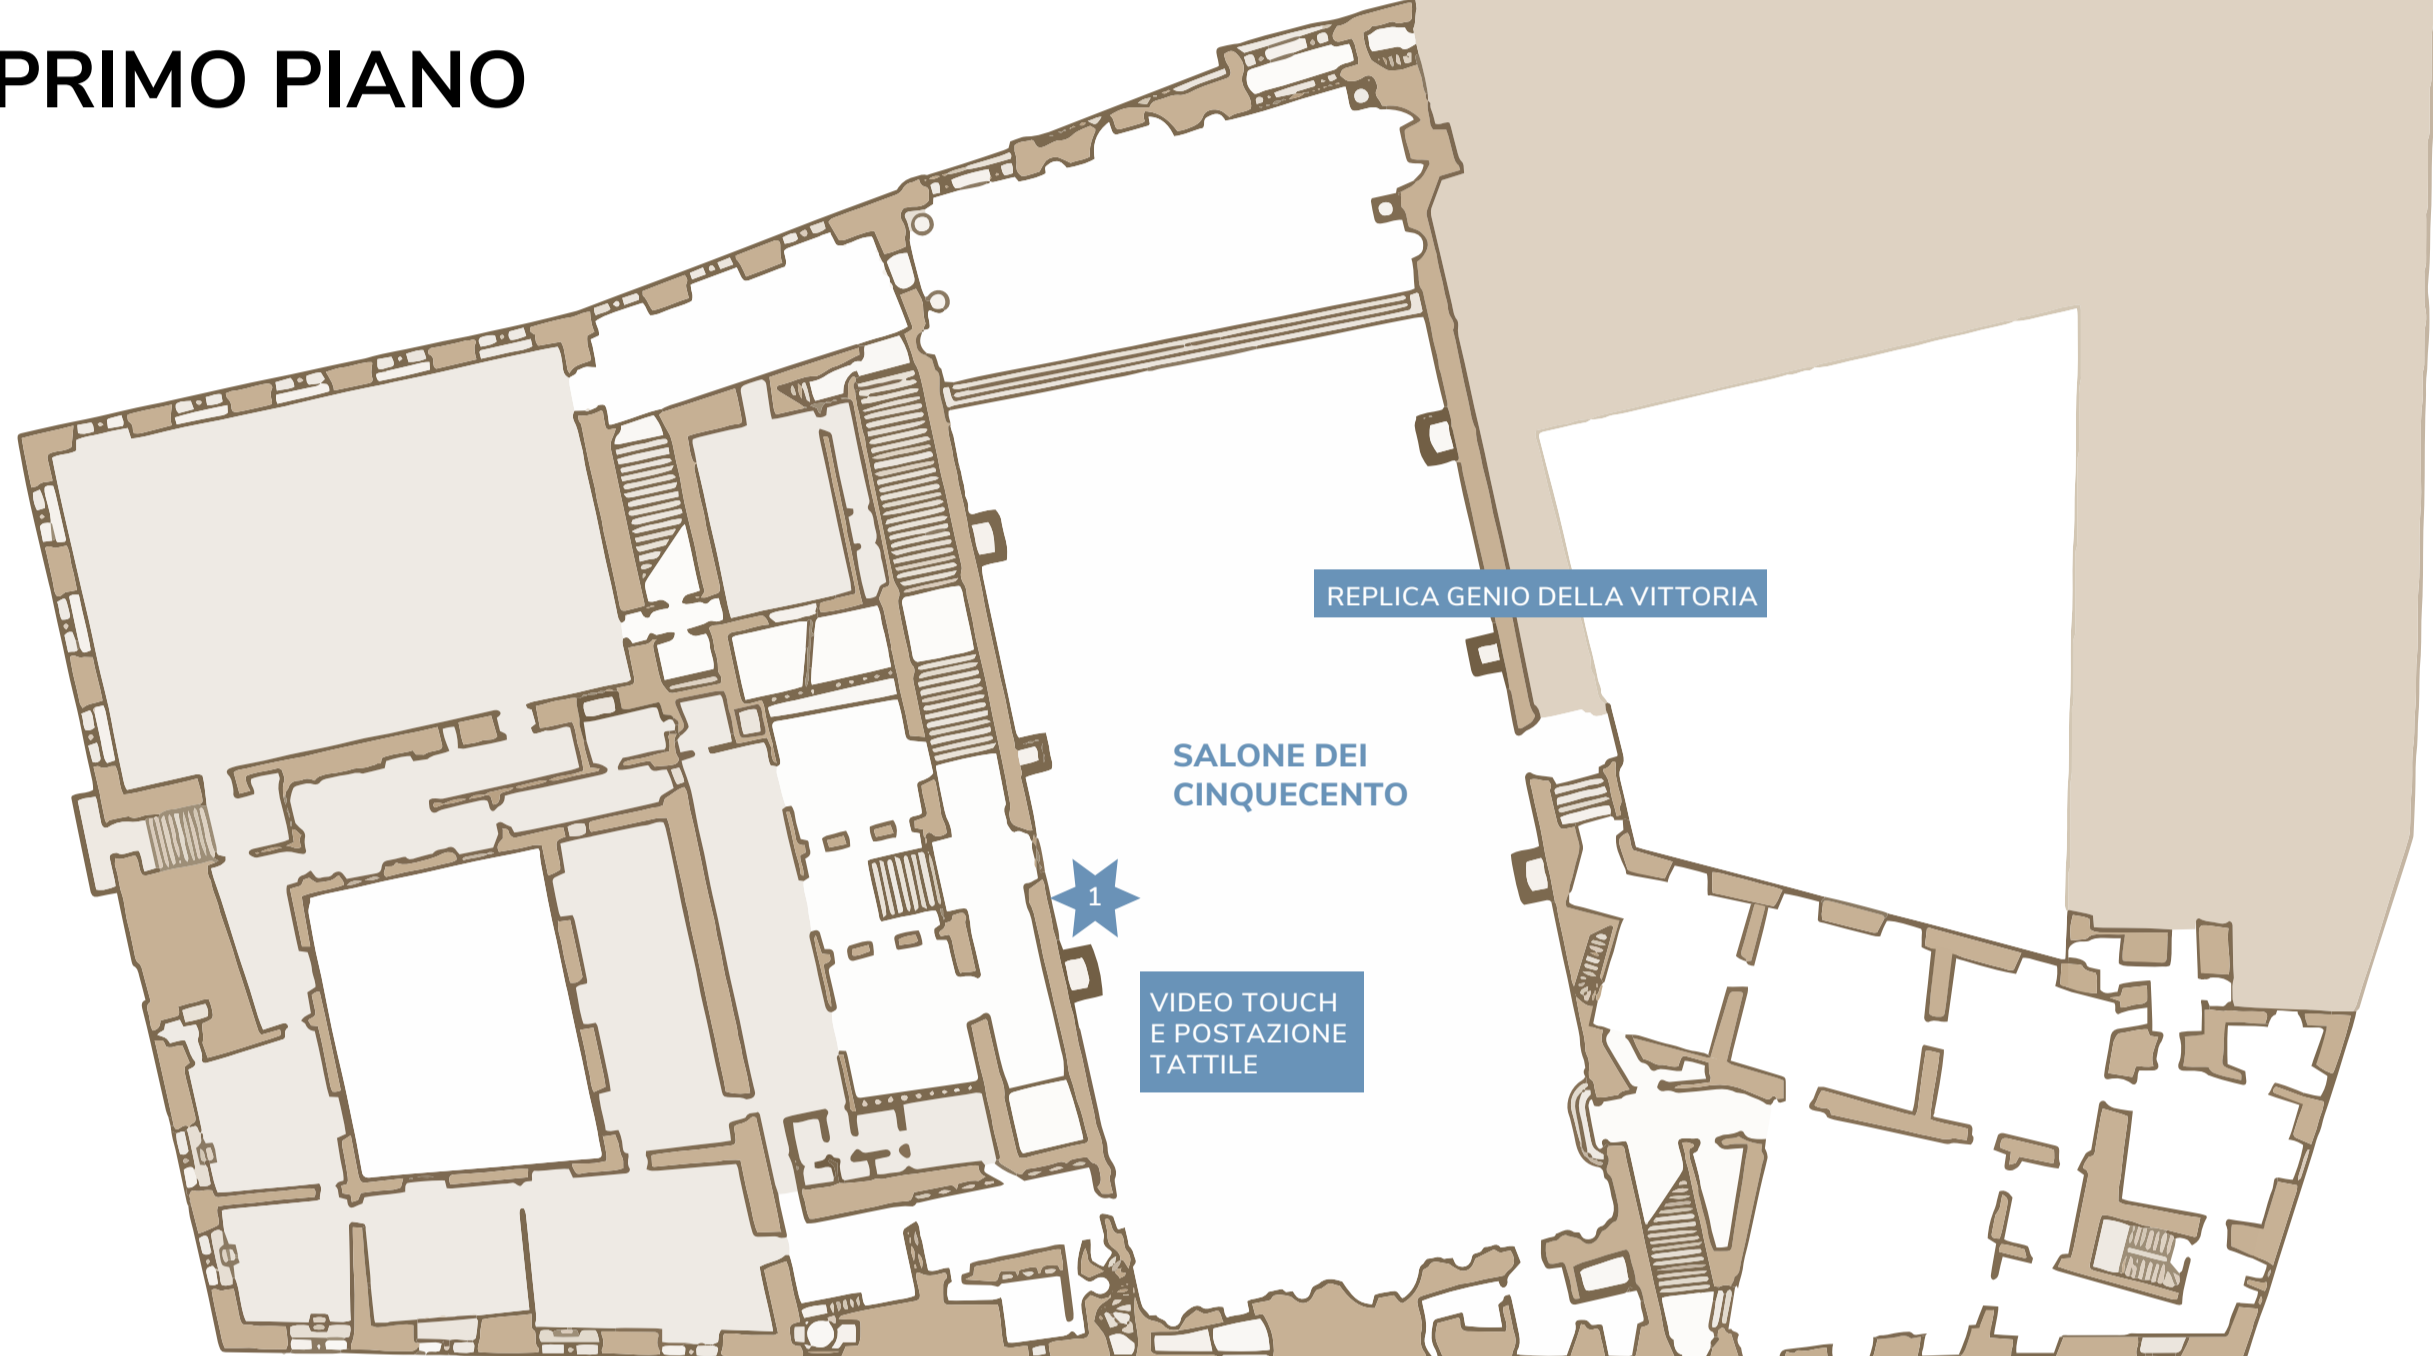 PRIMO PIANO
REPLICA GENIO DELLA VITTORIA
SALONE DEI
CINQUECENTO
1
VIDEO TOUCH
E POSTAZIONE
TATTILE